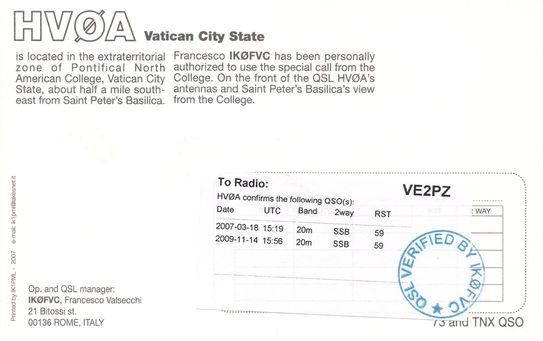 HVØA Vatican City State
is located in the extraterritorial
zone of Pontifical North
American College, Vatican City
State, about half a mile south-
east from Saint Peter's Basilica.
Francesco IKØFVC has been personally
authorized to use the special call from the
College. On the front of the QSL HVØA's
antennas and Saint Peter's Basilica's view
from the College.
To Radio: VE2PZ
HVØA confirms the following QSO(s):
Date UTC Band 2way RST
2007-03-18 15:19 20m SSB 59
2009-11-14 15:56 20m SSB 59
WAY
QSL VERIFIED BY IKØFVC
73 and TNX QSO
Op. and QSL manager:
IKØFVC, Francesco Valsecchi
21 Bitossi st.
00136 ROME, ITALY